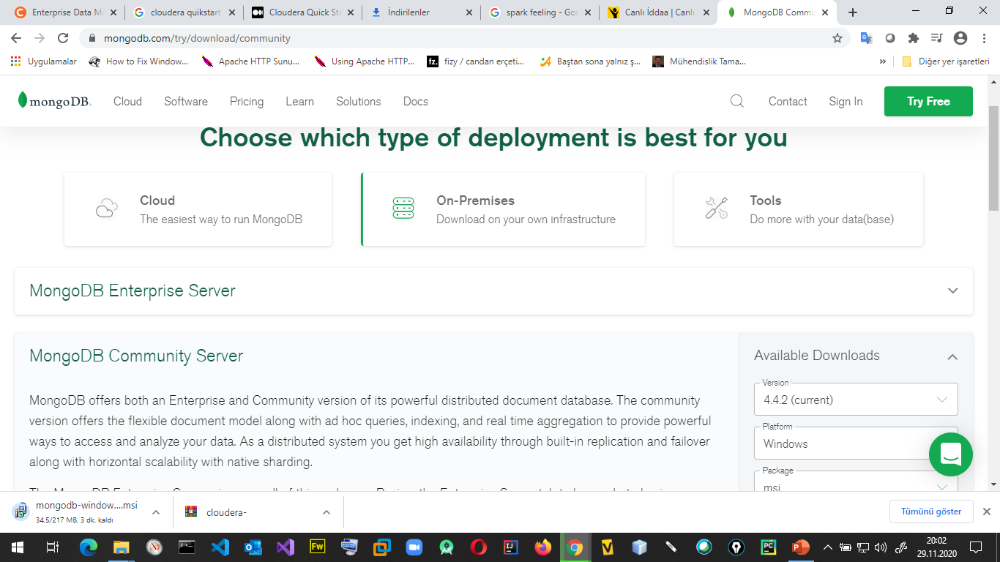 Enterprise Data Ma
cloudera quikstart
Cloudera Quick Sta
İndirilenler
spark feeling - Goo
Canlı İddaa | Canlı
MongoDB Commu
mongodb.com/try/download/community
Uygulamalar
How to Fix Window...
Apache HTTP Sunu...
Using Apache HTTP...
fz.
fizy / candan erçeti...
Baştan sona yalnız ş...
Mühendislik Tama...
»
Diğer yer işaretleri
mongoDB.
Cloud
Software
Pricing
Learn
Solutions
Docs
Contact
Sign In
Try Free
Choose which type of deployment is best for you
Cloud
The easiest way to run MongoDB
On-Premises
Download on your own infrastructure
Tools
Do more with your data(base)
MongoDB Enterprise Server
MongoDB Community Server
MongoDB offers both an Enterprise and Community version of its powerful distributed document database. The community
version offers the flexible document model along with ad hoc queries, indexing, and real time aggregation to provide powerful
ways to access and analyze your data. As a distributed system you get high availability through built-in replication and failover
along with horizontal scalability with native sharding.
Available Downloads
Version
4.4.2 (current)
Platform
Windows
Package
msi
mongodb-window....msi
34,5/217 MB, 3 dk. kaldı
cloudera-
Tümünü göster
Fw
IJ
PC
20:02
29.11.2020